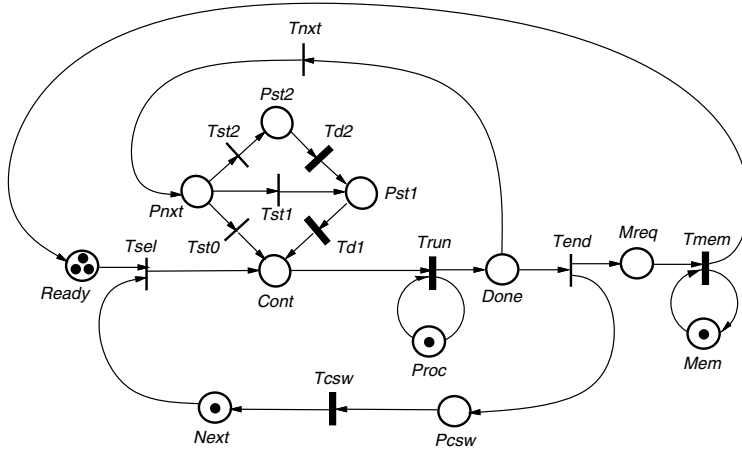 Tnxt
Pst2
Tst2
Td2
Pnxt
Tst1
Pst1
Tsel
Tst0
Td1
Trun
Tend
Mreq
Tmem
Ready
Cont
Done
Proc
Mem
Tcsw
Next
Pcsw